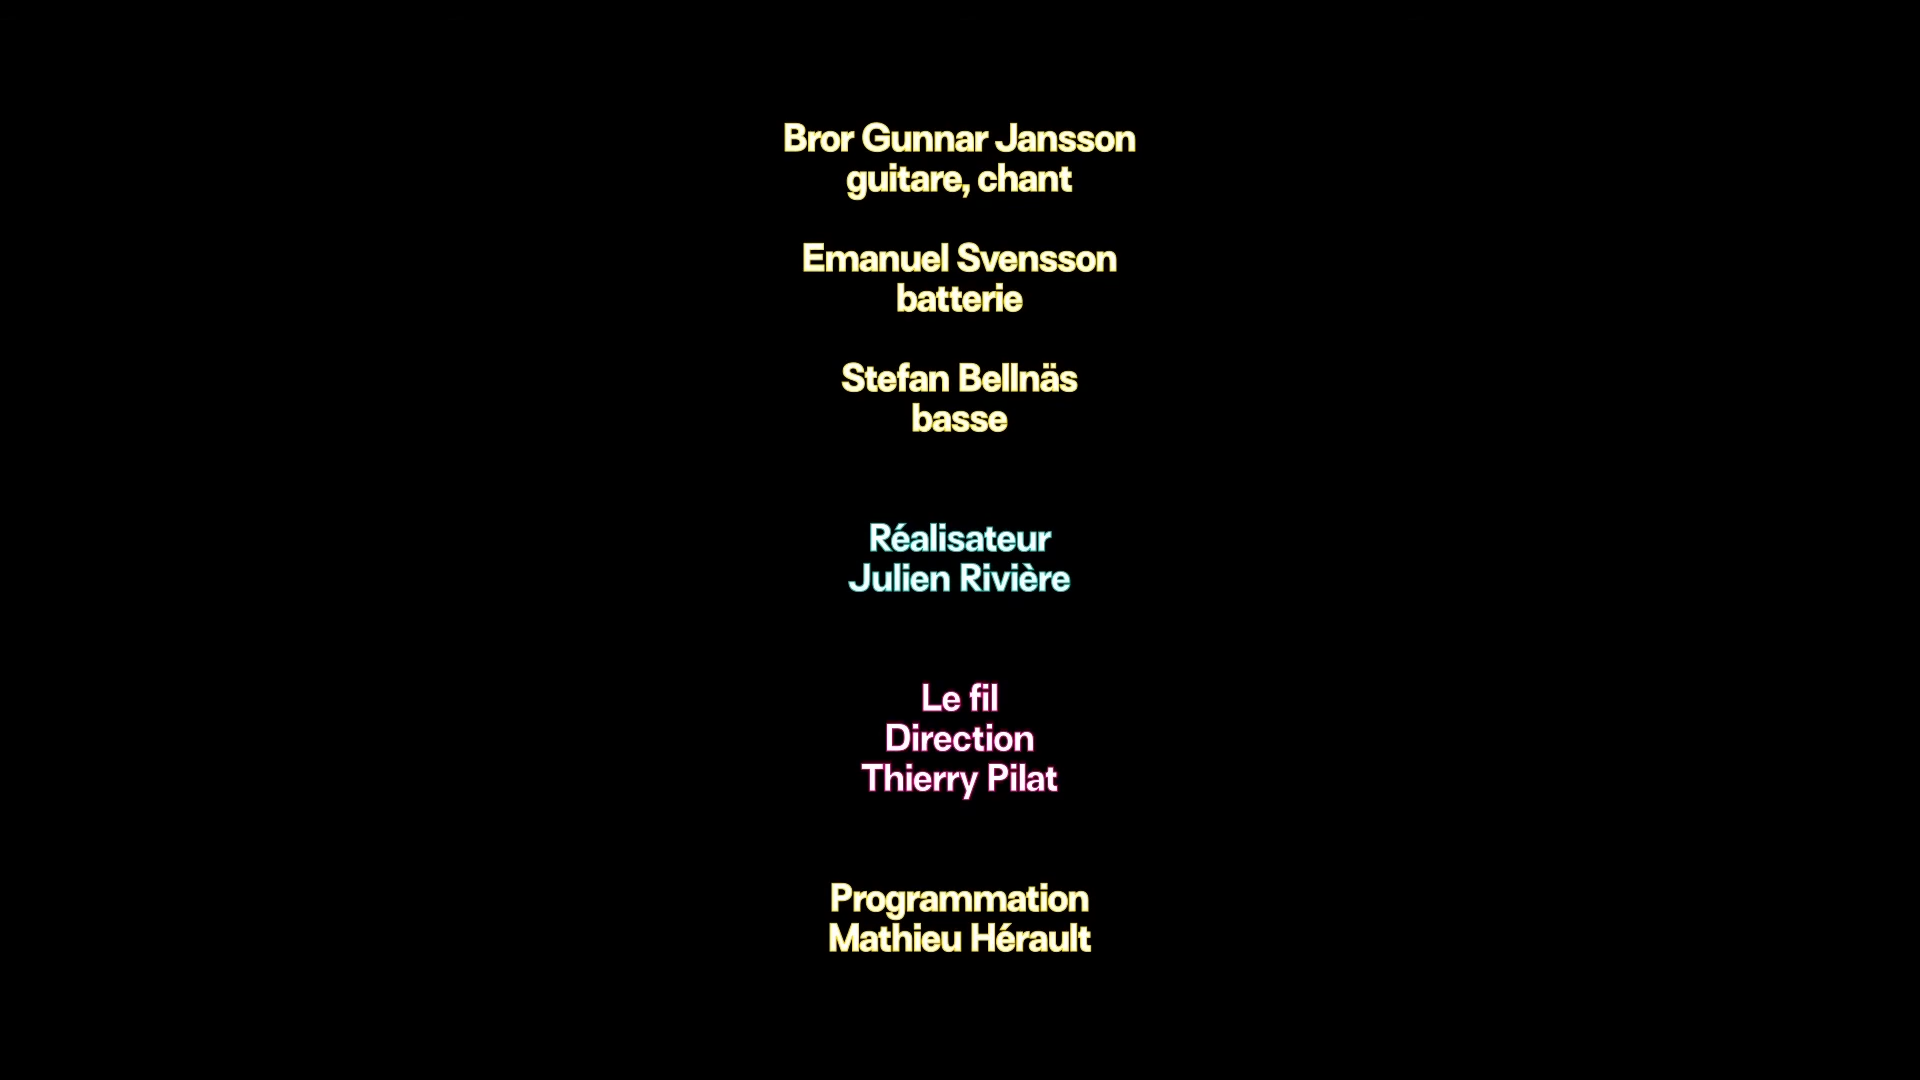 Bror Gunnar Jansson
guitare, chant
Emanuel Svensson
batterie
Stefan Bellnäs
basse
Réalisateur
Julien Rivière
Le fil
Direction
Thierry Pilat
Programmation
Mathieu Hérault